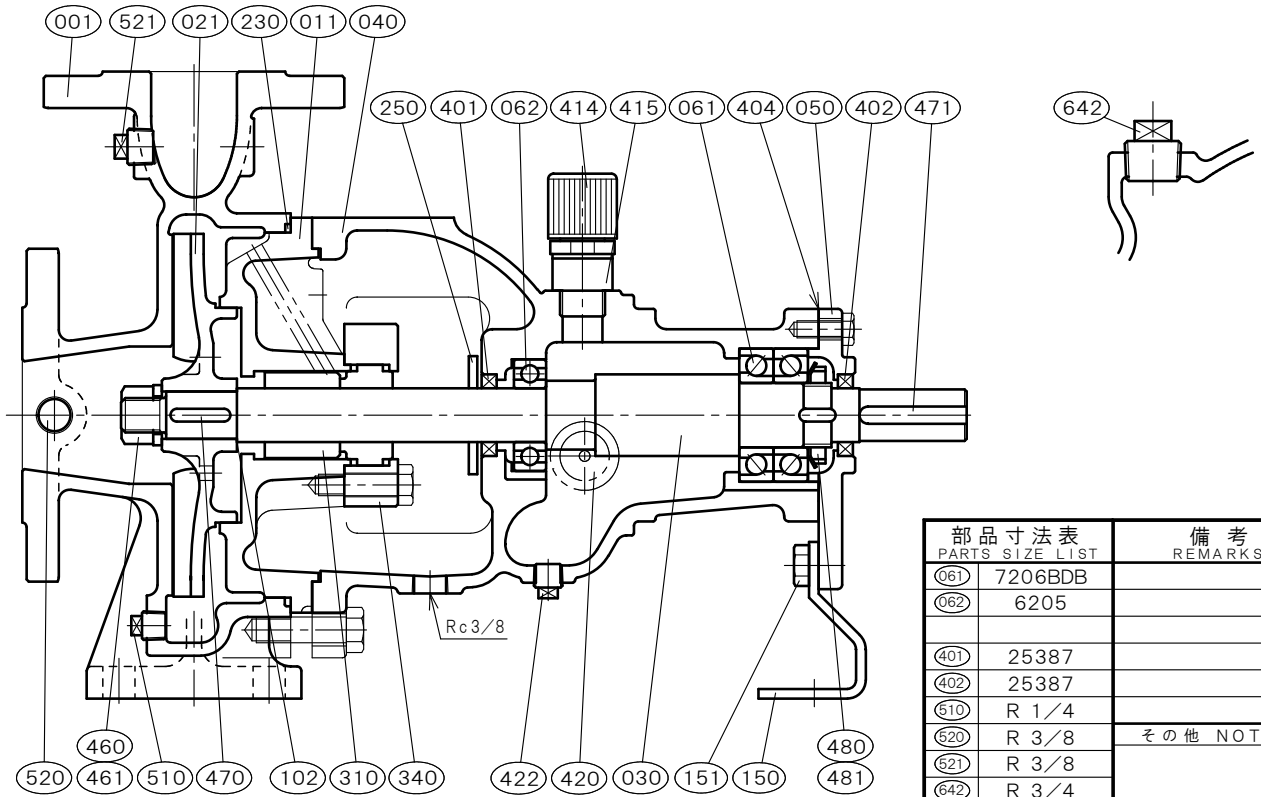 001 521 021 230 011 040
250 401 062 414 415 061 404 050 402 471
642
Rc3/8
460 480
520 461 510 470 102 310 340 422 420 030 151 150 481
部品寸法表 備考
PARTS SIZE LIST REMARKS
061 7206BDB
062 6205
401 25387
402 25387
510 R 1/4
520 R 3/8 その他 NOT
521 R 3/8
642 R 3/4